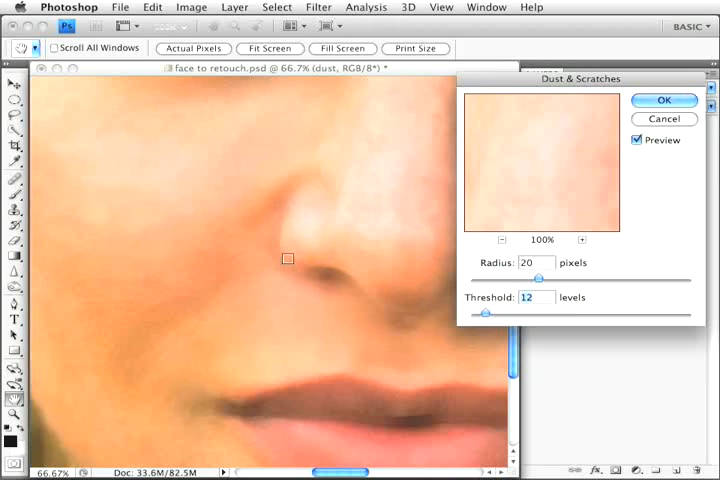 Photoshop File Edit Image Layer Select Filter Analysis 3D View Window Help
Ps BASIC
Scroll All Windows Actual Pixels Fit Screen Fill Screen Print Size
face to retouch.psd @ 66.7% (dust, RGB/8*) *
Dust & Scratches
OK
Cancel
Preview
100%
Radius: 20 pixels
Threshold: 12 levels
T
66.67% Doc: 33.6M/82.5M
fx